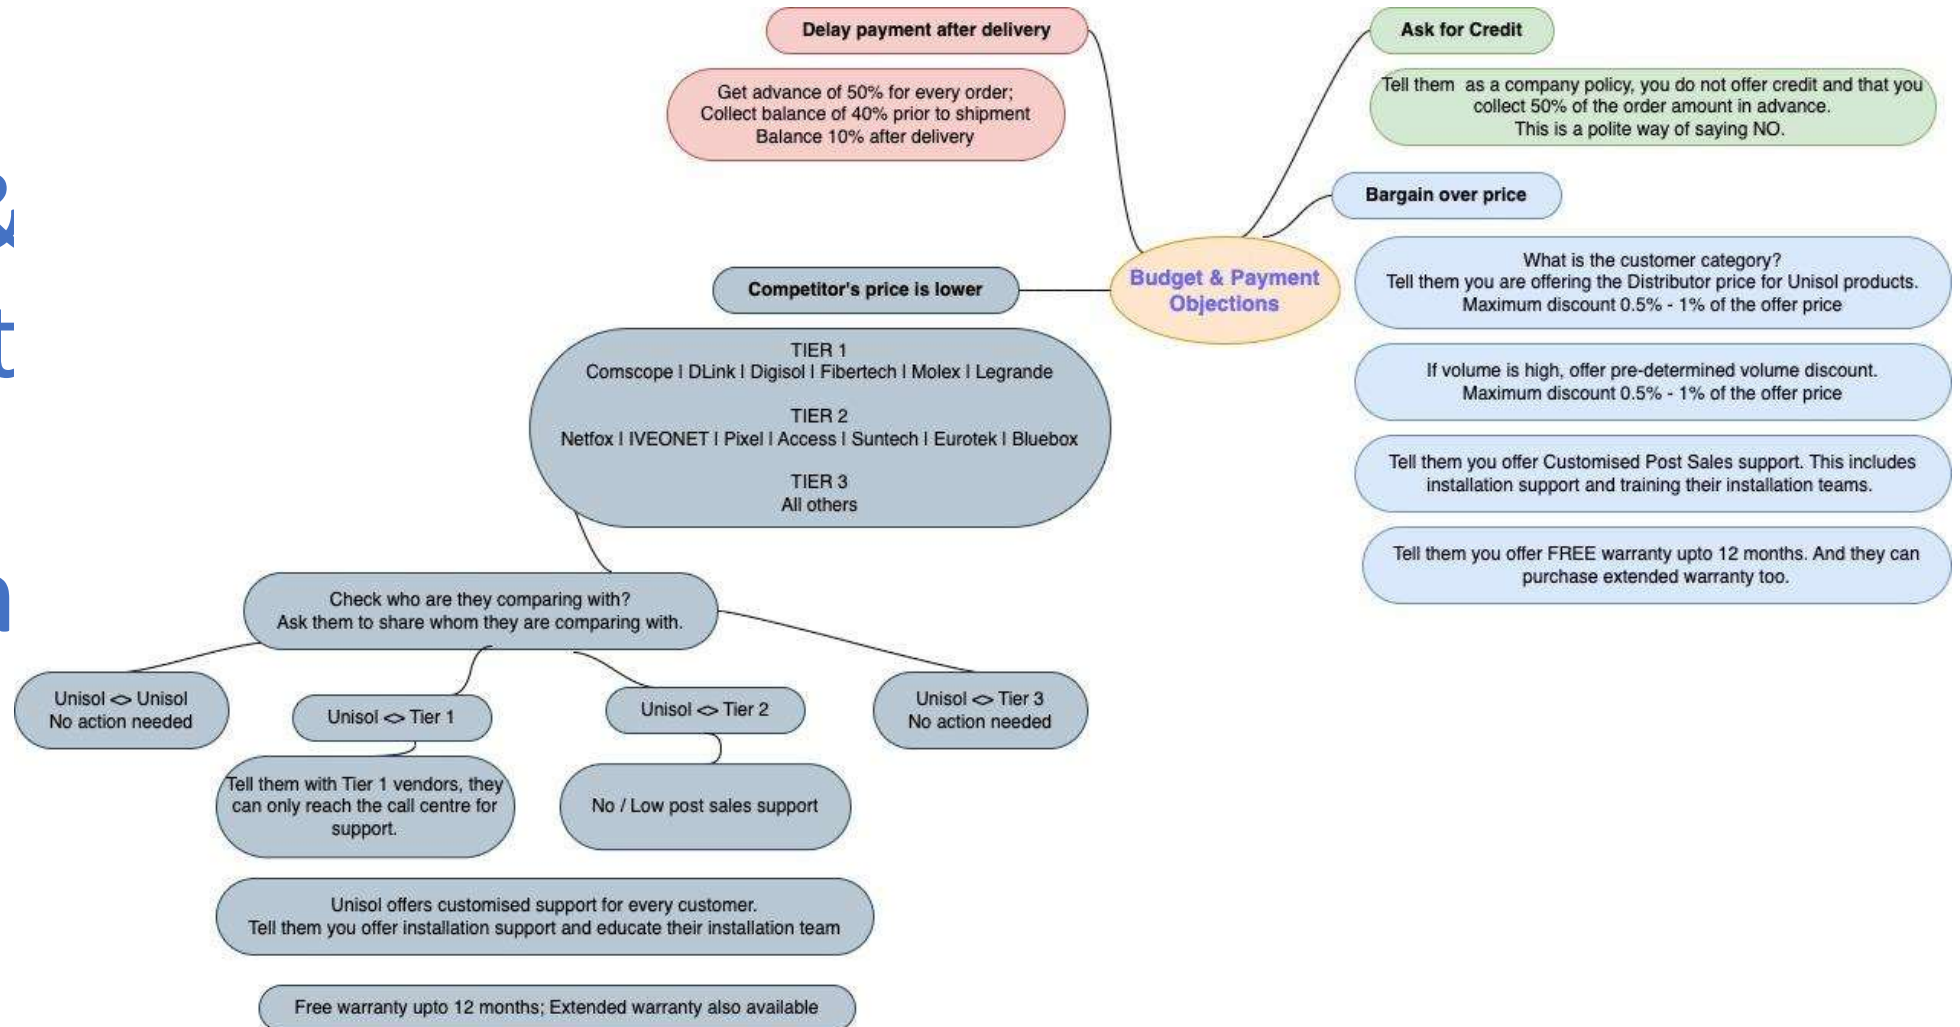 &
t
n
Delay payment after delivery
Get advance of 50% for every order;
Collect balance of 40% prior to shipment
Balance 10% after delivery
Ask for Credit
Tell them as a company policy, you do not offer credit and that you
collect 50% of the order amount in advance.
This is a polite way of saying NO.
Bargain over price
What is the customer category?
Tell them you are offering the Distributor price for Unisol products.
Maximum discount 0.5% - 1% of the offer price
If volume is high, offer pre-determined volume discount.
Maximum discount 0.5% - 1% of the offer price
Tell them you offer Customised Post Sales support. This includes
installation support and training their installation teams.
Tell them you offer FREE warranty upto 12 months. And they can
purchase extended warranty too.
Budget & Payment
Objections
Competitor's price is lower
TIER 1
Comscope | DLink | Digisol | Fibertech | Molex | Legrande
TIER 2
Netfox | IVEONET | Pixel | Access | Suntech | Eurotek | Bluebox
TIER 3
All others
Check who are they comparing with?
Ask them to share whom they are comparing with.
Unisol <> Unisol
No action needed
Unisol <> Tier 1
Unisol <> Tier 2
Unisol <> Tier 3
No action needed
Tell them with Tier 1 vendors, they
can only reach the call centre for
support.
No / Low post sales support
Unisol offers customised support for every customer.
Tell them you offer installation support and educate their installation team
Free warranty upto 12 months; Extended warranty also available